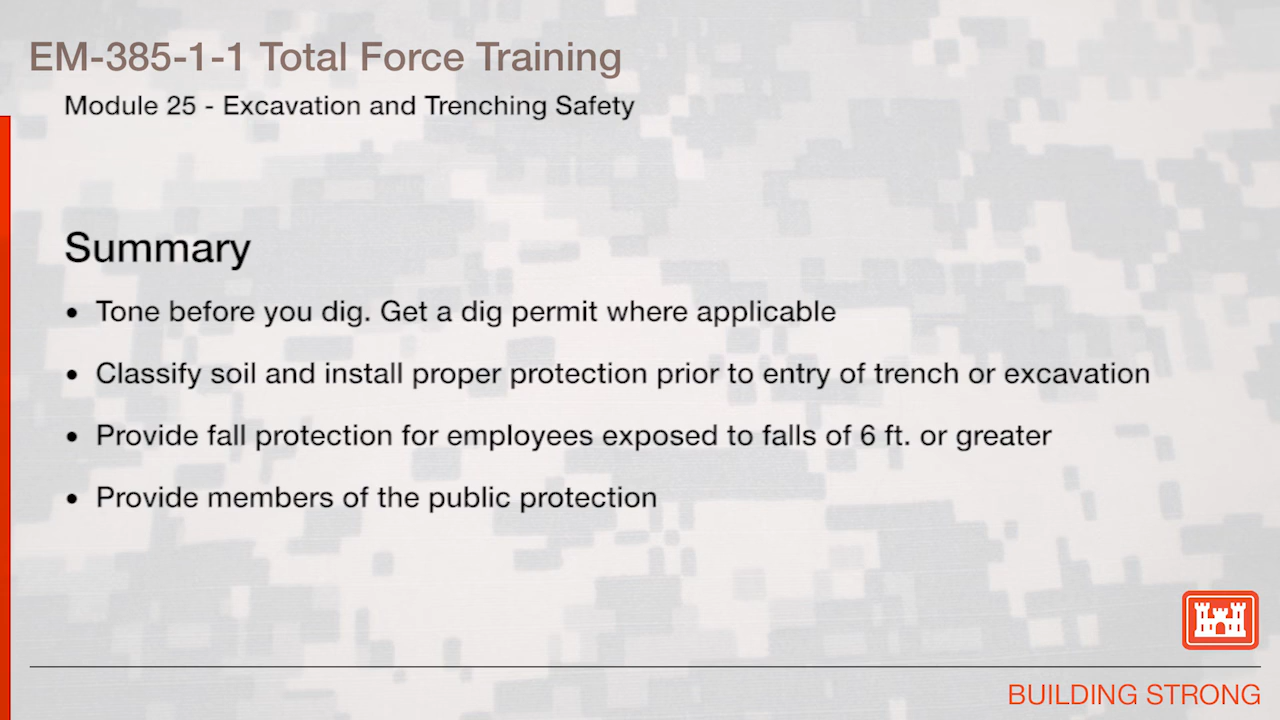 EM-385-1-1 Total Force Training
Module 25 - Excavation and Trenching Safety
Summary
• Tone before you dig. Get a dig permit where applicable
• Classify soil and install proper protection prior to entry of trench or excavation
• Provide fall protection for employees exposed to falls of 6 ft. or greater
• Provide members of the public protection
BUILDING STRONG